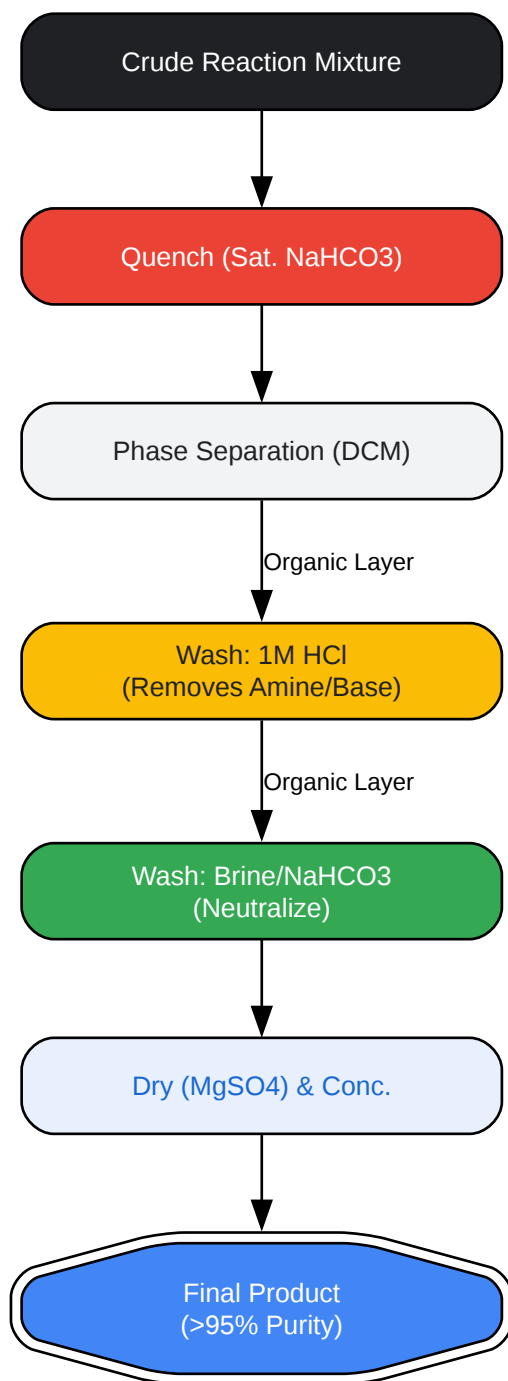 Crude Reaction Mixture
Quench (Sat. NaHCO3)
Phase Separation (DCM)
Organic Layer
Wash: 1M HCl
(Removes Amine/Base)
Organic Layer
Wash: Brine/NaHCO3
(Neutralize)
Dry (MgSO4) & Conc.
Final Product
(>95% Purity)